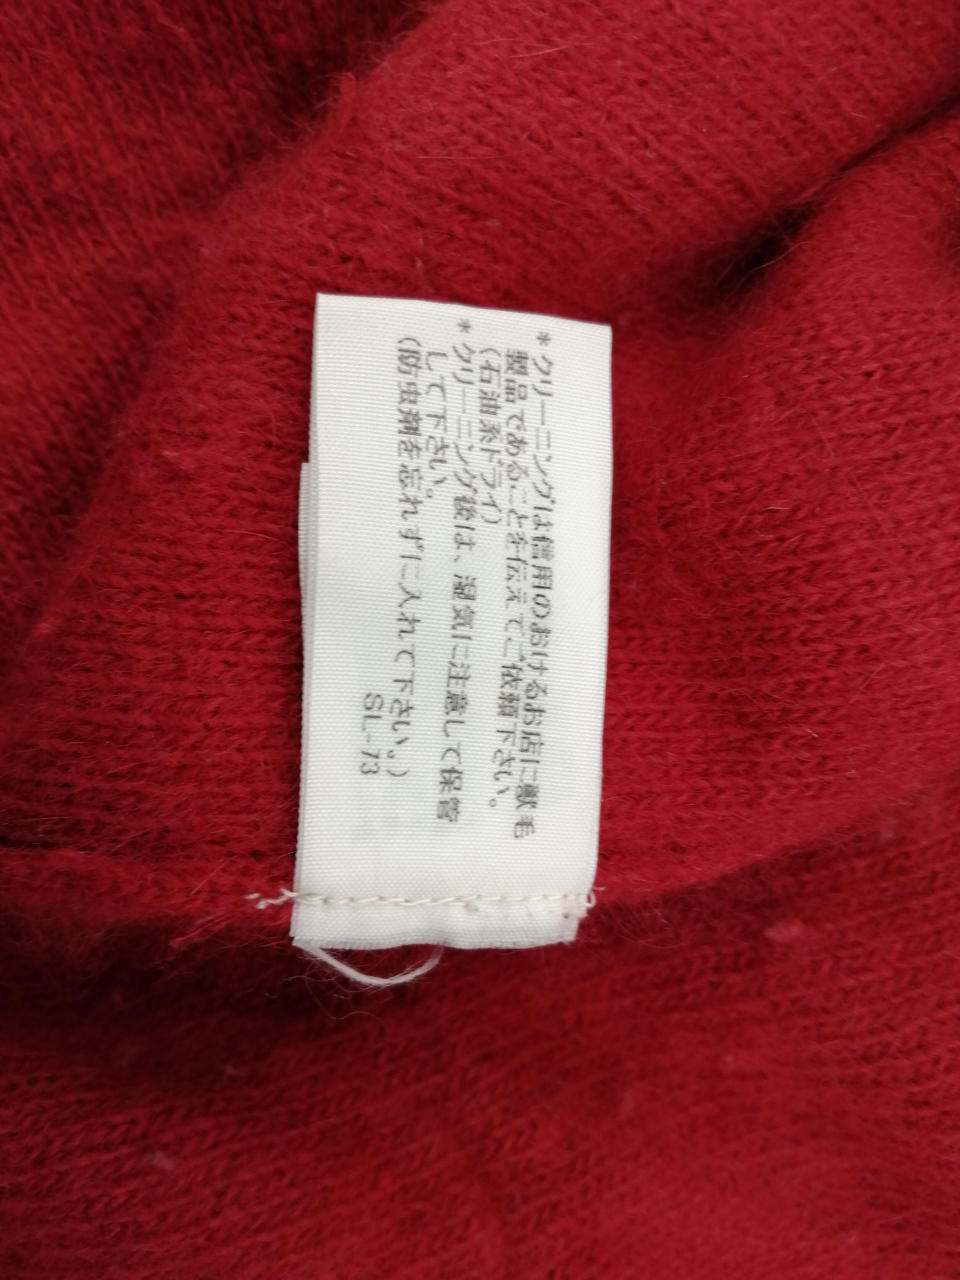 *クリーニングは信用のおけるお店に獣毛
製品であることを伝えてご依頼下さい。
(石油系ドライ)
*クリーニング後は、湿気に注意して保管
して下さい。
(防虫剤を忘れずに入れて下さい。)
SL-73